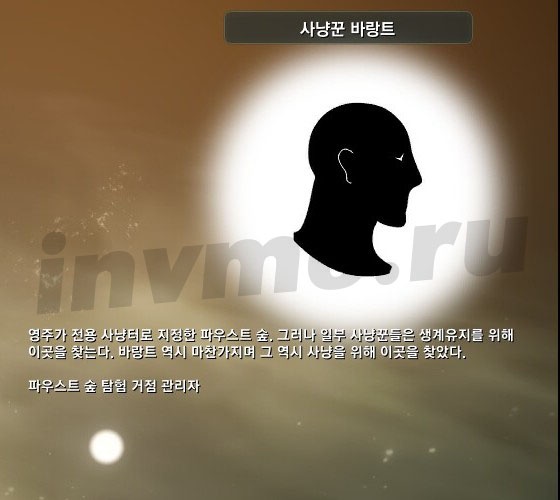 사냥꾼 바랑트
invmo.ru
영주가 전용 사냥터로 지정한 파우스트 숲. 그러나 일부 사냥꾼들은 생계유지를 위해
이곳을 찾는다. 바랑트 역시 마찬가지며 그 역시 사냥을 위해 이곳을 찾았다.
파우스트 숲 탐험 거점 관리자